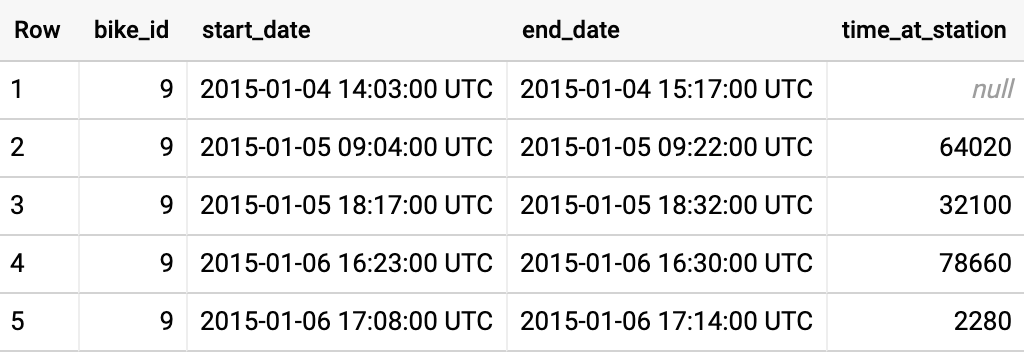 Row bike_id start_date end_date time_at_station
1 9 2015-01-04 14:03:00 UTC 2015-01-04 15:17:00 UTC null
2 9 2015-01-05 09:04:00 UTC 2015-01-05 09:22:00 UTC 64020
3 9 2015-01-05 18:17:00 UTC 2015-01-05 18:32:00 UTC 32100
4 9 2015-01-06 16:23:00 UTC 2015-01-06 16:30:00 UTC 78660
5 9 2015-01-06 17:08:00 UTC 2015-01-06 17:14:00 UTC 2280